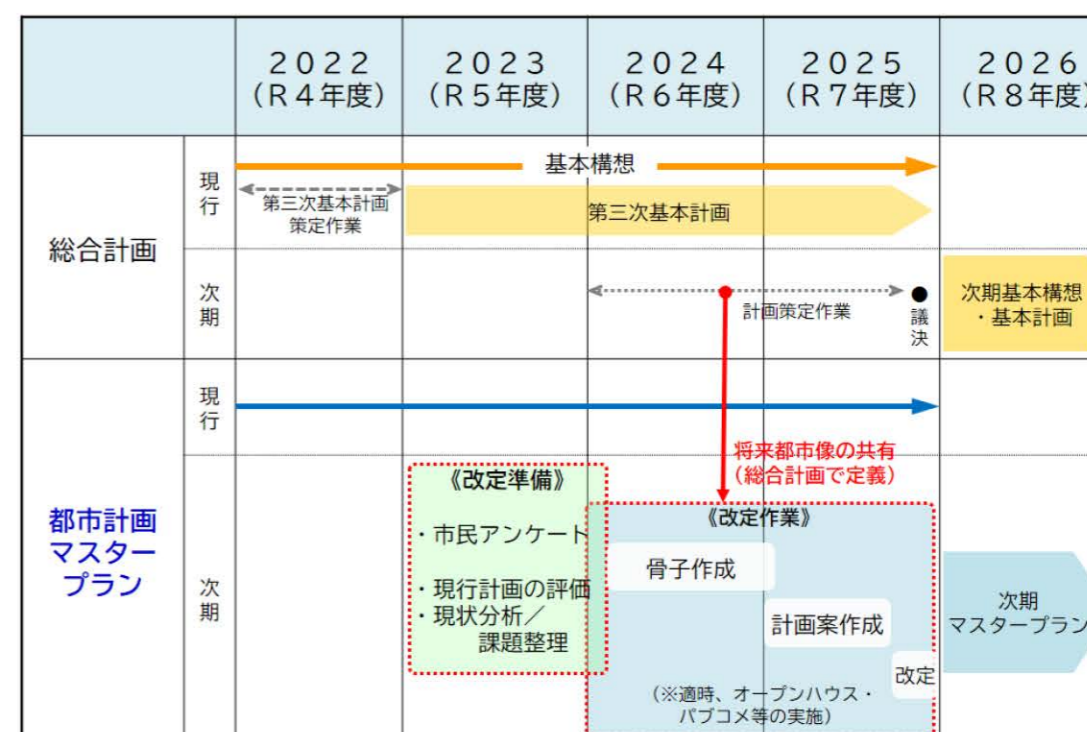 ２０２２
（Ｒ４年度）
２０２３
（Ｒ５年度）
２０２４
（Ｒ６年度）
２０２５
（Ｒ７年度）
２０２６
（Ｒ８年度）
総合計画
現行
基本構想
第三次基本計画
策定作業
第三次基本計画
次期
計画策定作業
●議決
次期基本構想
・基本計画
都市計画
マスター
プラン
現行
将来都市像の共有
（総合計画で定義）
次期
《改定準備》
・市民アンケート
・現行計画の評価
・現状分析／
課題整理
《改定作業》
骨子作成
計画案作成
改定
（※適時、オープンハウス・
パブコメ等の実施）
次期
マスタープラン